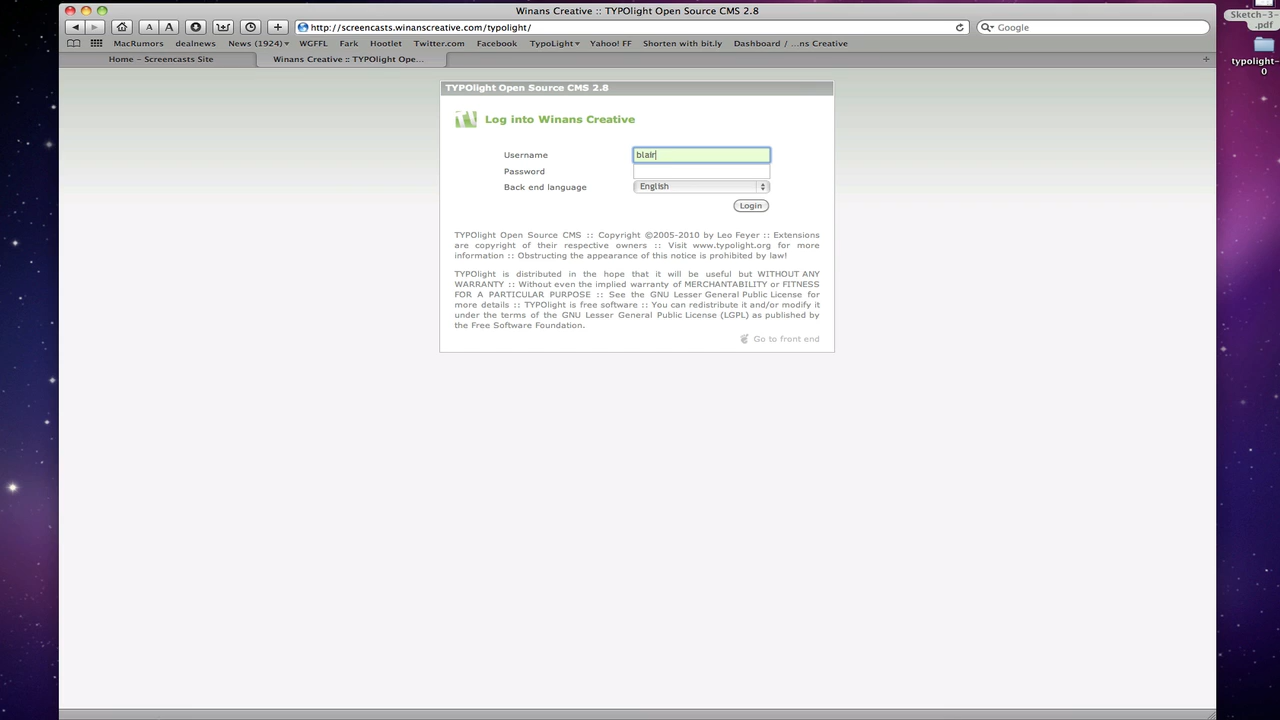 Winans Creative :: TYPOlight Open Source CMS 2.8
http://screencasts.winanscreative.com/typolight/
Google
A A
MacRumors dealnews News (1924) WGFFL Fark Hootlet Twitter.com Facebook TypoLight Yahoo! FF Shorten with bit.ly Dashboard / ...ns Creative
Home – Screencasts Site
Winans Creative :: TYPOlight Ope...
Sketch-3-
.pdf
typolight-
0
TYPOlight Open Source CMS 2.8
Log into Winans Creative
Username blair
Password
Back end language English
Login
TYPOlight Open Source CMS :: Copyright ©2005-2010 by Leo Feyer :: Extensions
are copyright of their respective owners :: Visit www.typolight.org for more
information :: Obstructing the appearance of this notice is prohibited by law!
TYPOlight is distributed in the hope that it will be useful but WITHOUT ANY
WARRANTY :: Without even the implied warranty of MERCHANTABILITY or FITNESS
FOR A PARTICULAR PURPOSE :: See the GNU Lesser General Public License for
more details :: TYPOlight is free software :: You can redistribute it and/or modify it
under the terms of the GNU Lesser General Public License (LGPL) as published by
the Free Software Foundation.
Go to front end